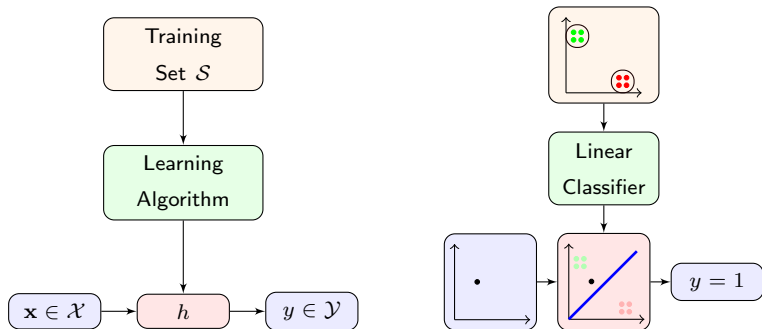 Training
Set 𝒮
Learning
Algorithm
𝐱 ∈ 𝒳
h
y ∈ 𝒴
Linear
Classifier
y = 1